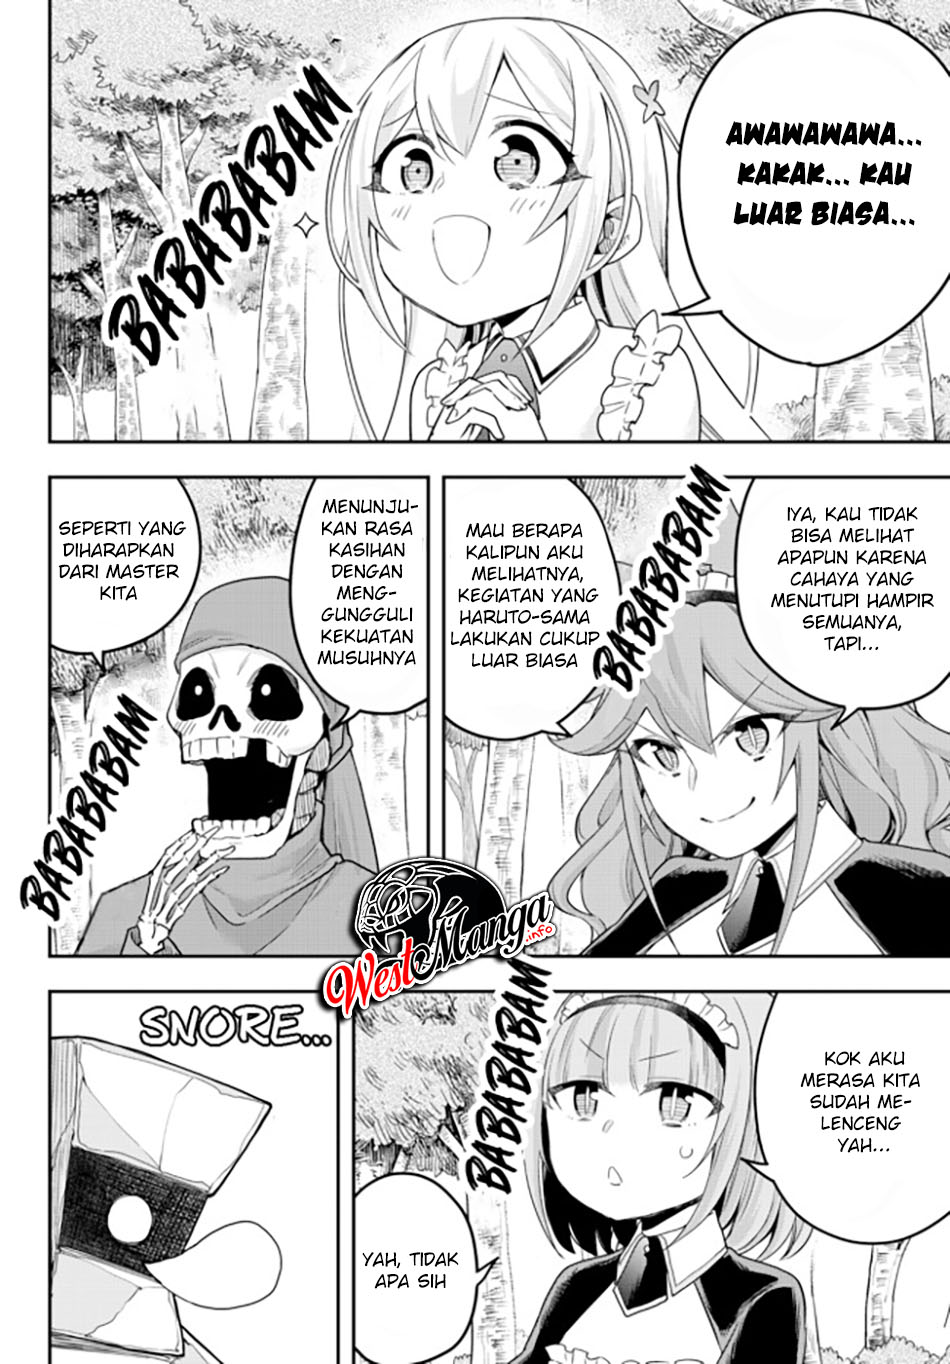 AWAWAWAWA...
KAKAK... KAU
LUAR BIASA...
BABABABAM
IYA, KAU TIDAK
BISA MELIHAT
APAPUN KARENA
CAHAYA YANG
MENUTUPI HAMPIR
SEMUANYA,
TAPI...
BABABABAM
MAU BERAPA
KALIPUN AKU
MELIHATNYA,
KEGIATAN YANG
HARUTO-SAMA
LAKUKAN CUKUP
LUAR BIASA
MENUNJU-
KAN RASA
KASIHAN
DENGAN
MENG-
GUNGGULI
KEKUATAN
MUSUHNYA
SEPERTI YANG
DIHARAPKAN
DARI MASTER
KITA
BABABABAM
WestManga
.info
KOK AKU
MERASA KITA
SUDAH ME-
LENCENG
YAH...
BABABABAM
YAH, TIDAK
APA SIH
SNORE...